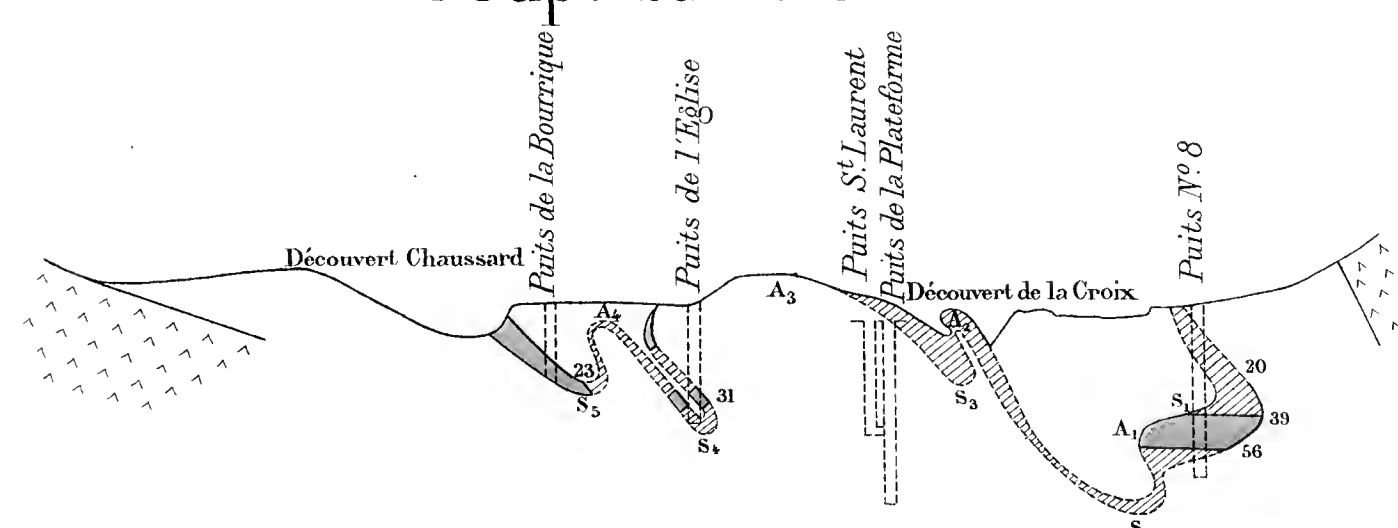 Puits de la Bourrique
Puits de l'Eglise
Puits St. Laurent
Puits de la Plateforme
Puits No. 8
Découvert Chaussard
Découvert de la Croix
A4
A3
A2
23
S5
31
S4
S3
20
S1
39
A1
56
S